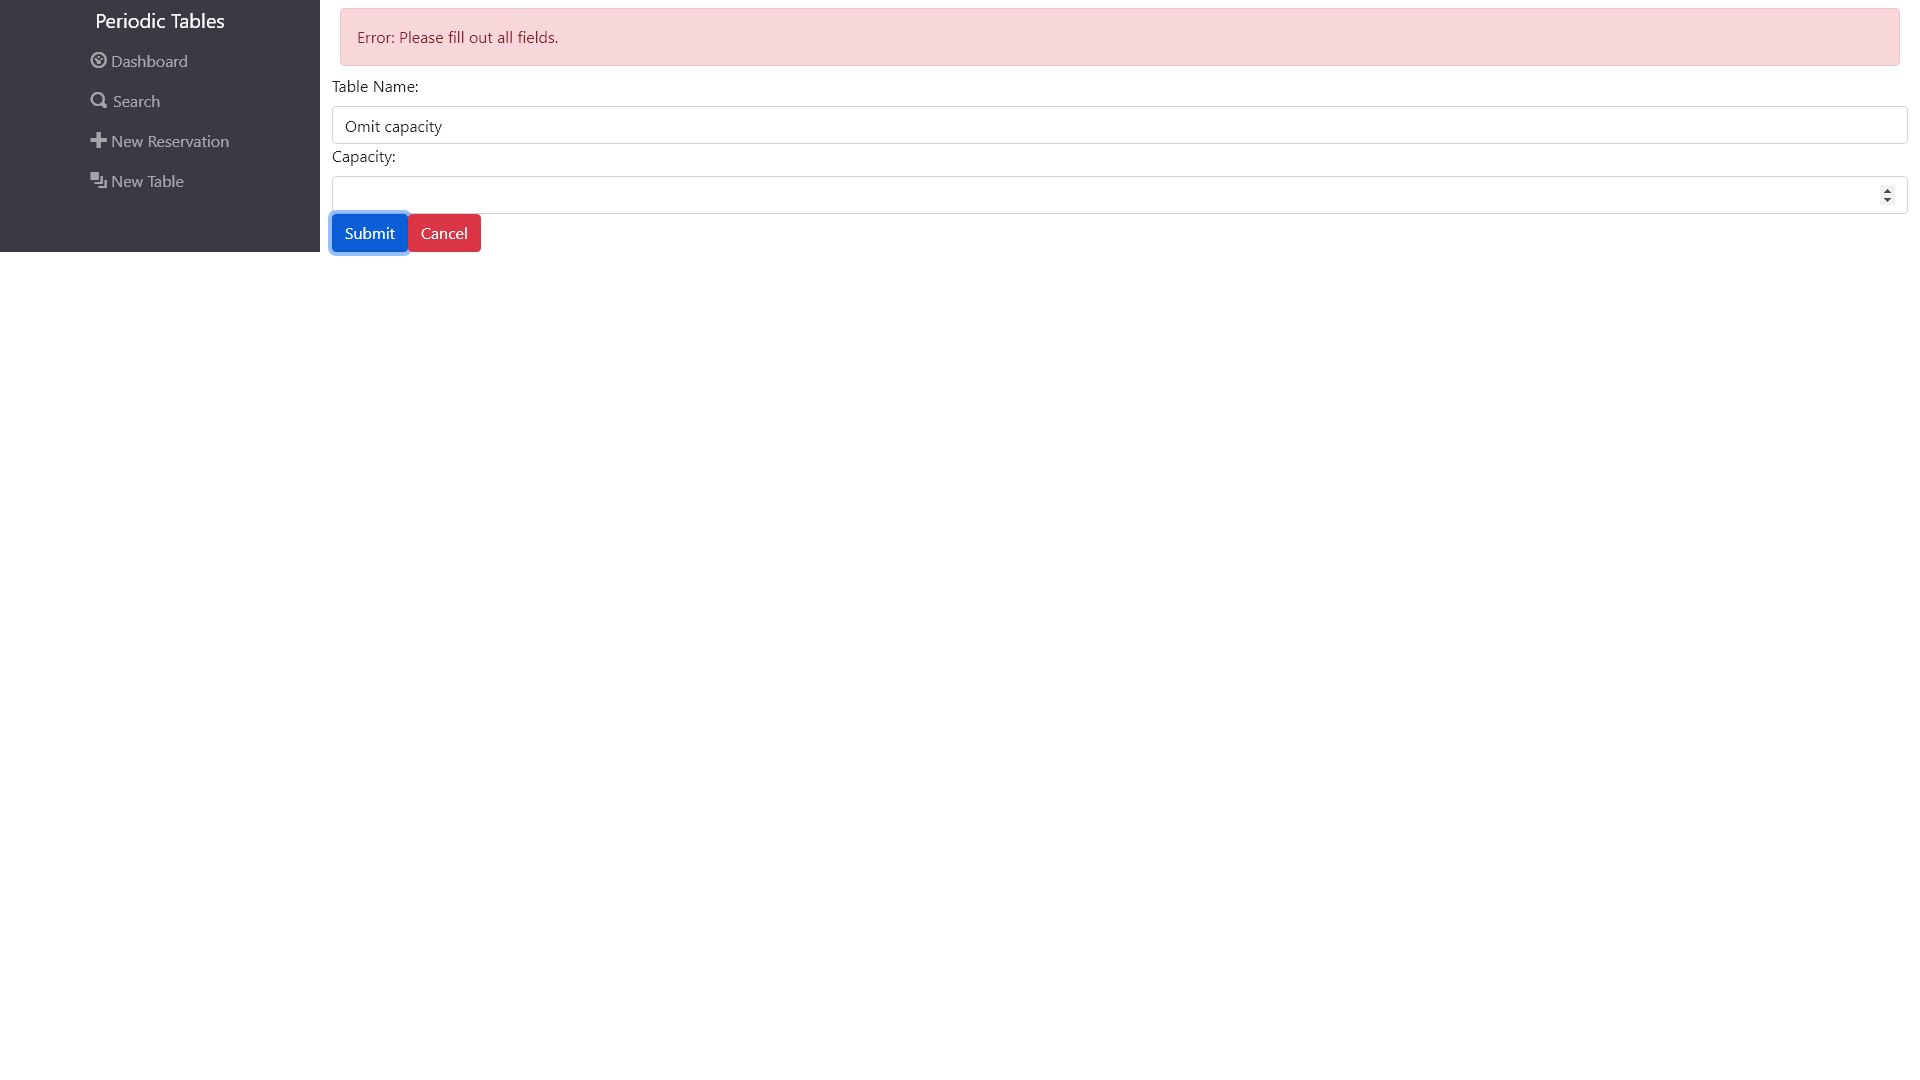 Periodic Tables
Dashboard
Search
New Reservation
New Table
Error: Please fill out all fields.
Table Name:
Omit capacity
Capacity:
Submit
Cancel